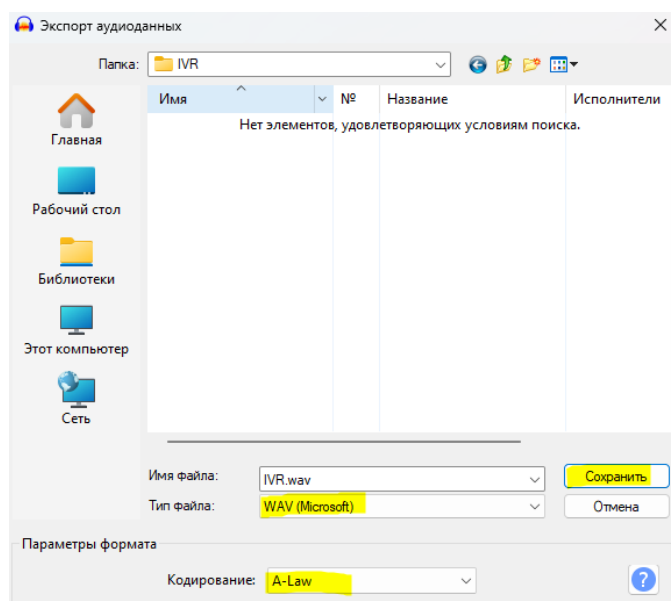 Экспорт аудиоданных
Папка: IVR
Имя № Название Исполнители
Нет элементов, удовлетворяющих условиям поиска.
Главная
Рабочий стол
Библиотеки
Этот компьютер
Сеть
Имя файла: IVR.wav Сохранить
Тип файла: WAV (Microsoft) Отмена
Параметры формата
Кодирование: A-Law ?